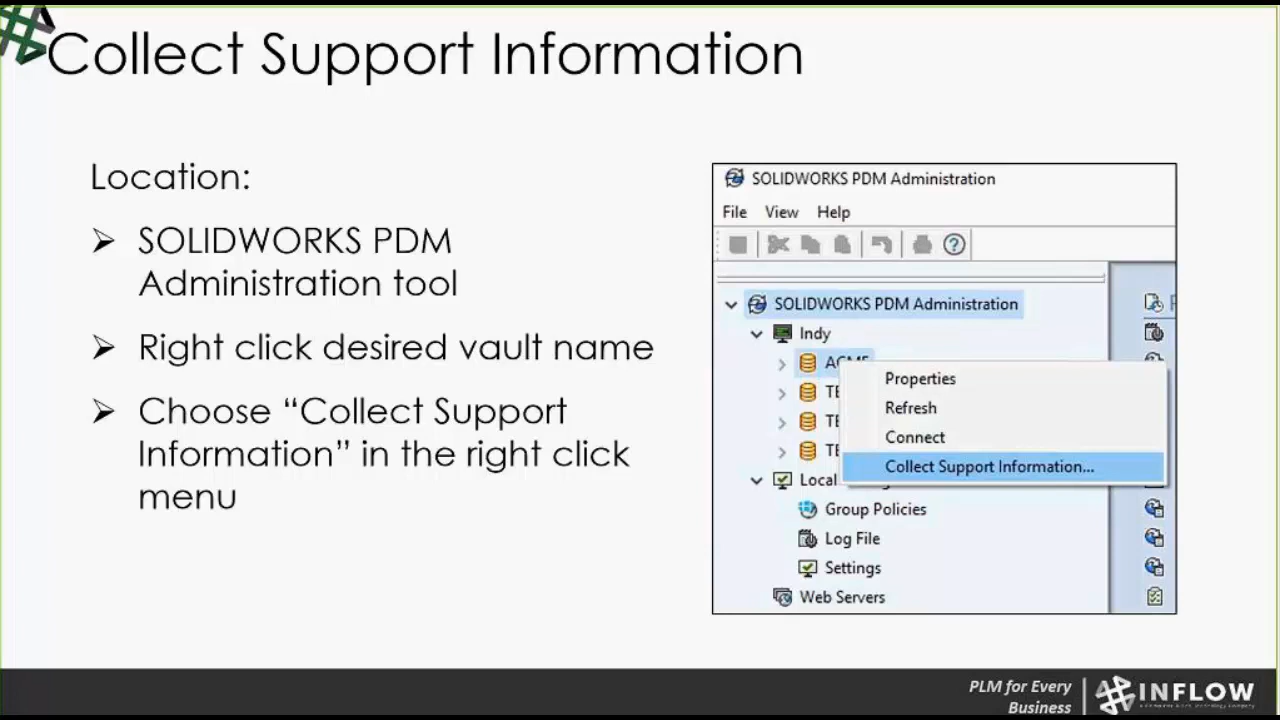 Collect Support Information
Location:
➢ SOLIDWORKS PDM
Administration tool
➢ Right click desired vault name
➢ Choose “Collect Support
Information” in the right click
menu
SOLIDWORKS PDM Administration
File View Help
SOLIDWORKS PDM Administration
Indy
Properties
Refresh
Connect
Collect Support Information...
Local
Group Policies
Log File
Settings
Web Servers
PLM for Every
Business
INFLOW